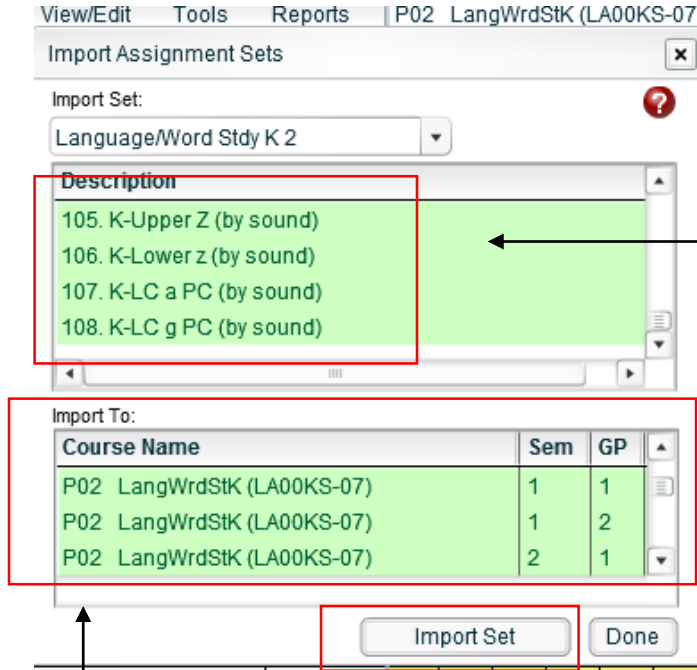 View/Edit Tools Reports P02 LangWrdStK (LA00KS-07
Import Assignment Sets
Import Set:
Language/Word Stdy K 2
Description
105. K-Upper Z (by sound)
106. K-Lower z (by sound)
107. K-LC a PC (by sound)
108. K-LC g PC (by sound)
Import To:
Course Name Sem GP
P02 LangWrdStK (LA00KS-07) 1 1
P02 LangWrdStK (LA00KS-07) 1 2
P02 LangWrdStK (LA00KS-07) 2 1
Import Set Done